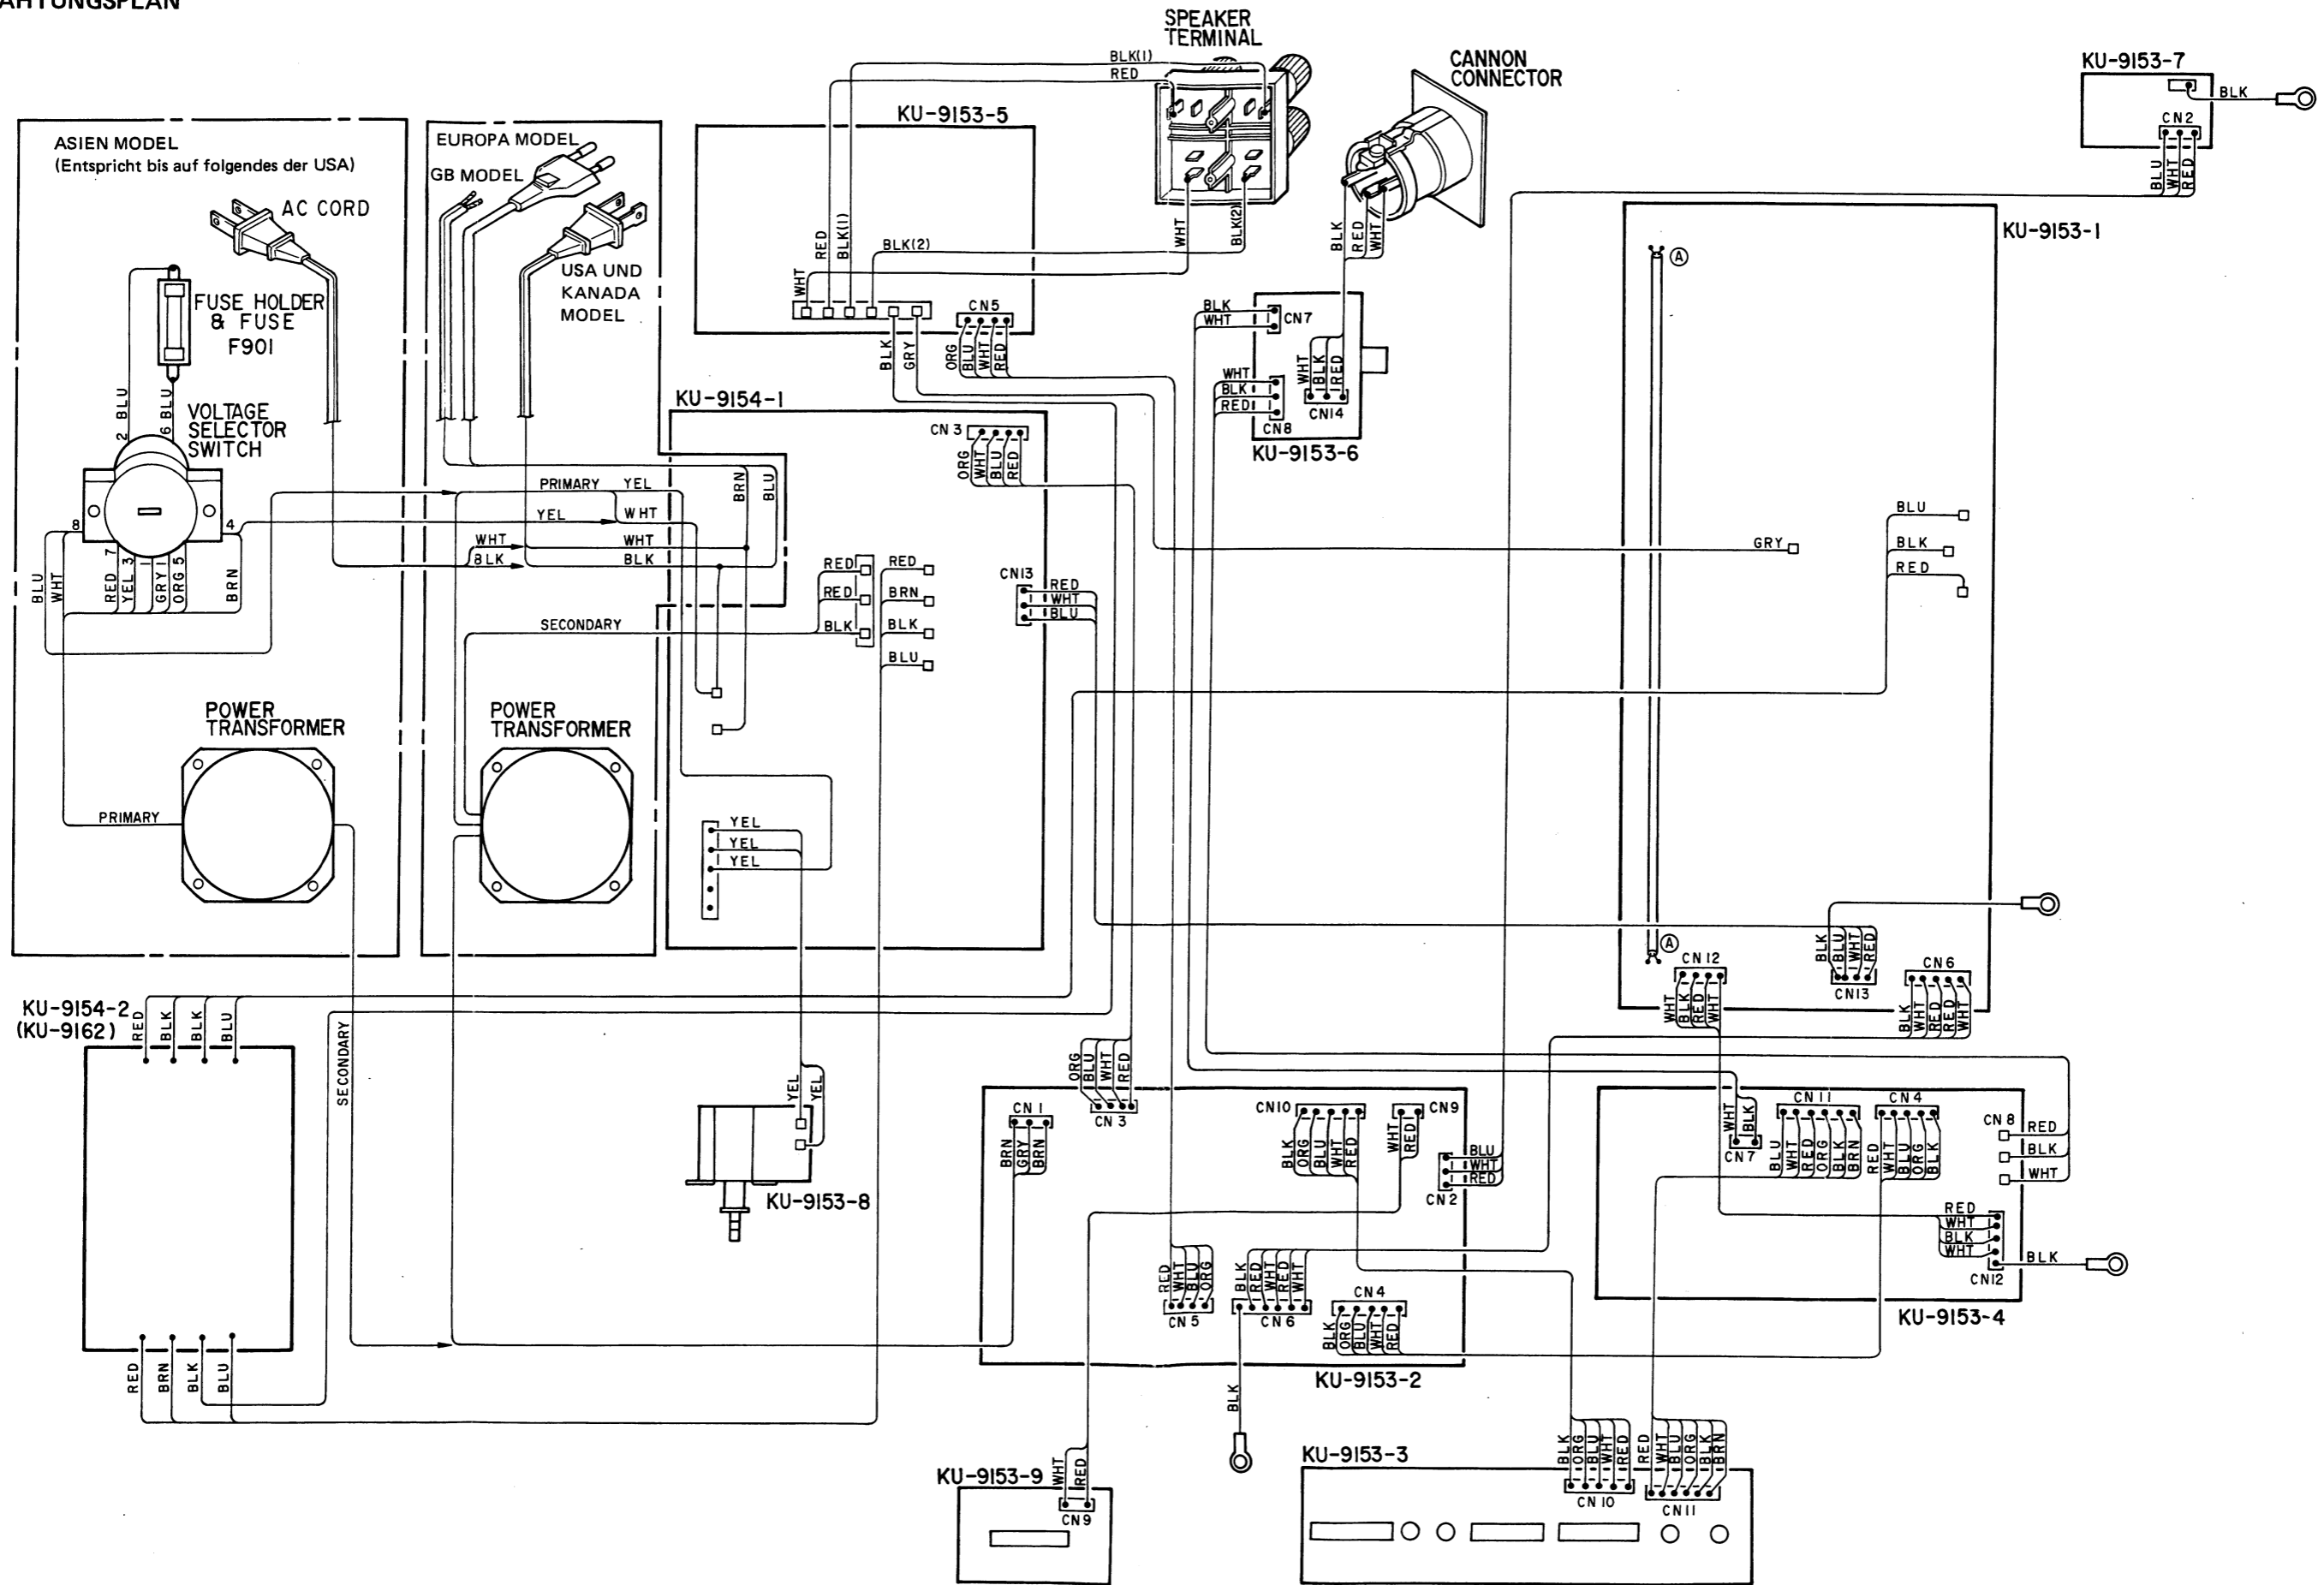 AHTUNGSPLAN
ASIEN MODEL
(Entspricht bis auf folgendes der USA)
AC CORD
FUSE HOLDER
& FUSE
F901
2 BLU
6 BLU
VOLTAGE
SELECTOR
SWITCH
8
4
BLU
WHT
RED 7
YEL 3
1
GRY 1
ORG 5
BRN
POWER
TRANSFORMER
PRIMARY
EUROPA MODEL
GB MODEL
USA UND
KANADA
MODEL
PRIMARY
YEL
YEL
WHT
WHT
BLK
WHT
BLK
BRN
BLU
SECONDARY
POWER
TRANSFORMER
KU-9153-5
BLK(1)
RED
WHT
RED
BLK(1)
BLK(2)
BLK
GRY
CN5
ORG
BLU
WHT
RED
SPEAKER
TERMINAL
WHT
BLK(2)
CANNON
CONNECTOR
BLK
RED
WHT
BLK
WHT
CN7
WHT
BLK
RED
CN8
WHT
BLK
RED
CN14
KU-9153-6
KU-9153-7
BLK
CN2
BLU
WHT
RED
KU-9153-1
A
A
GRY
BLU
BLK
RED
CN12
WHT
BLK
RED
WHT
BLK
BLU
WHT
RED
CN13
CN6
BLK
WHT
RED
RED
WHT
KU-9154-1
CN 3
ORG
WHT
BLU
RED
RED
RED
BLK
RED
BRN
BLK
BLU
CN13
RED
WHT
BLU
YEL
YEL
YEL
KU-9154-2
(KU-9162)
RED
BLK
BLK
BLU
SECONDARY
RED
BRN
BLK
BLU
YEL
YEL
KU-9153-8
ORG
BLU
WHT
RED
CN 3
CN 1
BRN
GRY
BRN
CN10
BLK
ORG
BLU
WHT
RED
CN9
WHT
RED
BLU
WHT
RED
CN 2
RED
WHT
BLU
ORG
CN 5
BLK
RED
WHT
RED
WHT
CN 6
CN 4
BLK
ORG
BLU
WHT
RED
KU-9153-2
BLK
WHT
BLK
CN7
CN 11
BLU
WHT
RED
ORG
BLK
BRN
CN 4
RED
WHT
BLU
ORG
BLK
CN 8
RED
BLK
WHT
RED
WHT
BLK
WHT
CN12
BLK
KU-9153-4
KU-9153-9
WHT
RED
CN9
KU-9153-3
BLK
ORG
BLU
WHT
RED
CN 10
RED
WHT
BLU
ORG
BLK
BRN
CN11